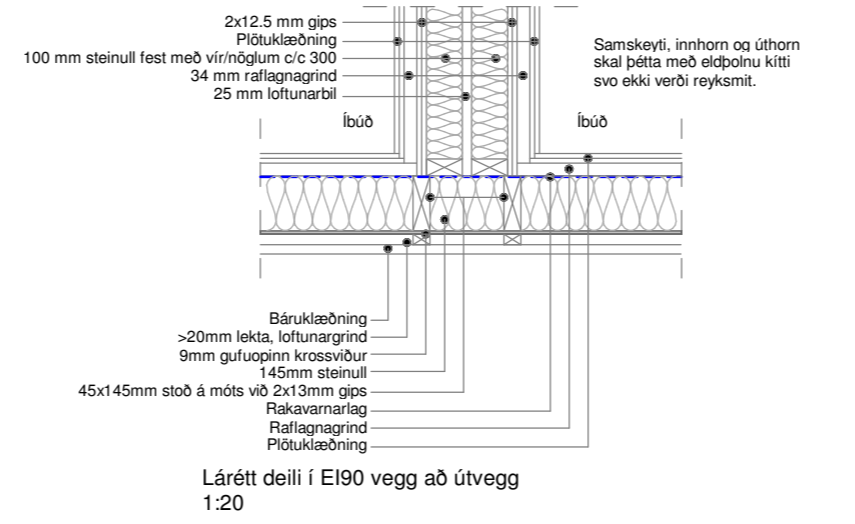 2x12.5 mm gips
Plötuklæðning
100 mm steinull fest með vír/nöglum c/c 300
34 mm raflagnagrind
25 mm loftunarbil
Samskeyti, innhorn og úthorn
skal þétta með eldþolnu kítti
svo ekki verði reyksmit.
Íbúð
Íbúð
Báruklæðning
>20mm lekta, loftunargrind
9mm gufuopinn krossviður
145mm steinull
45x145mm stoð á móts við 2x13mm gips
Rakavarnarlag
Raflagnagrind
Plötuklæðning
Lárétt deili í EI90 vegg að útvegg
1:20